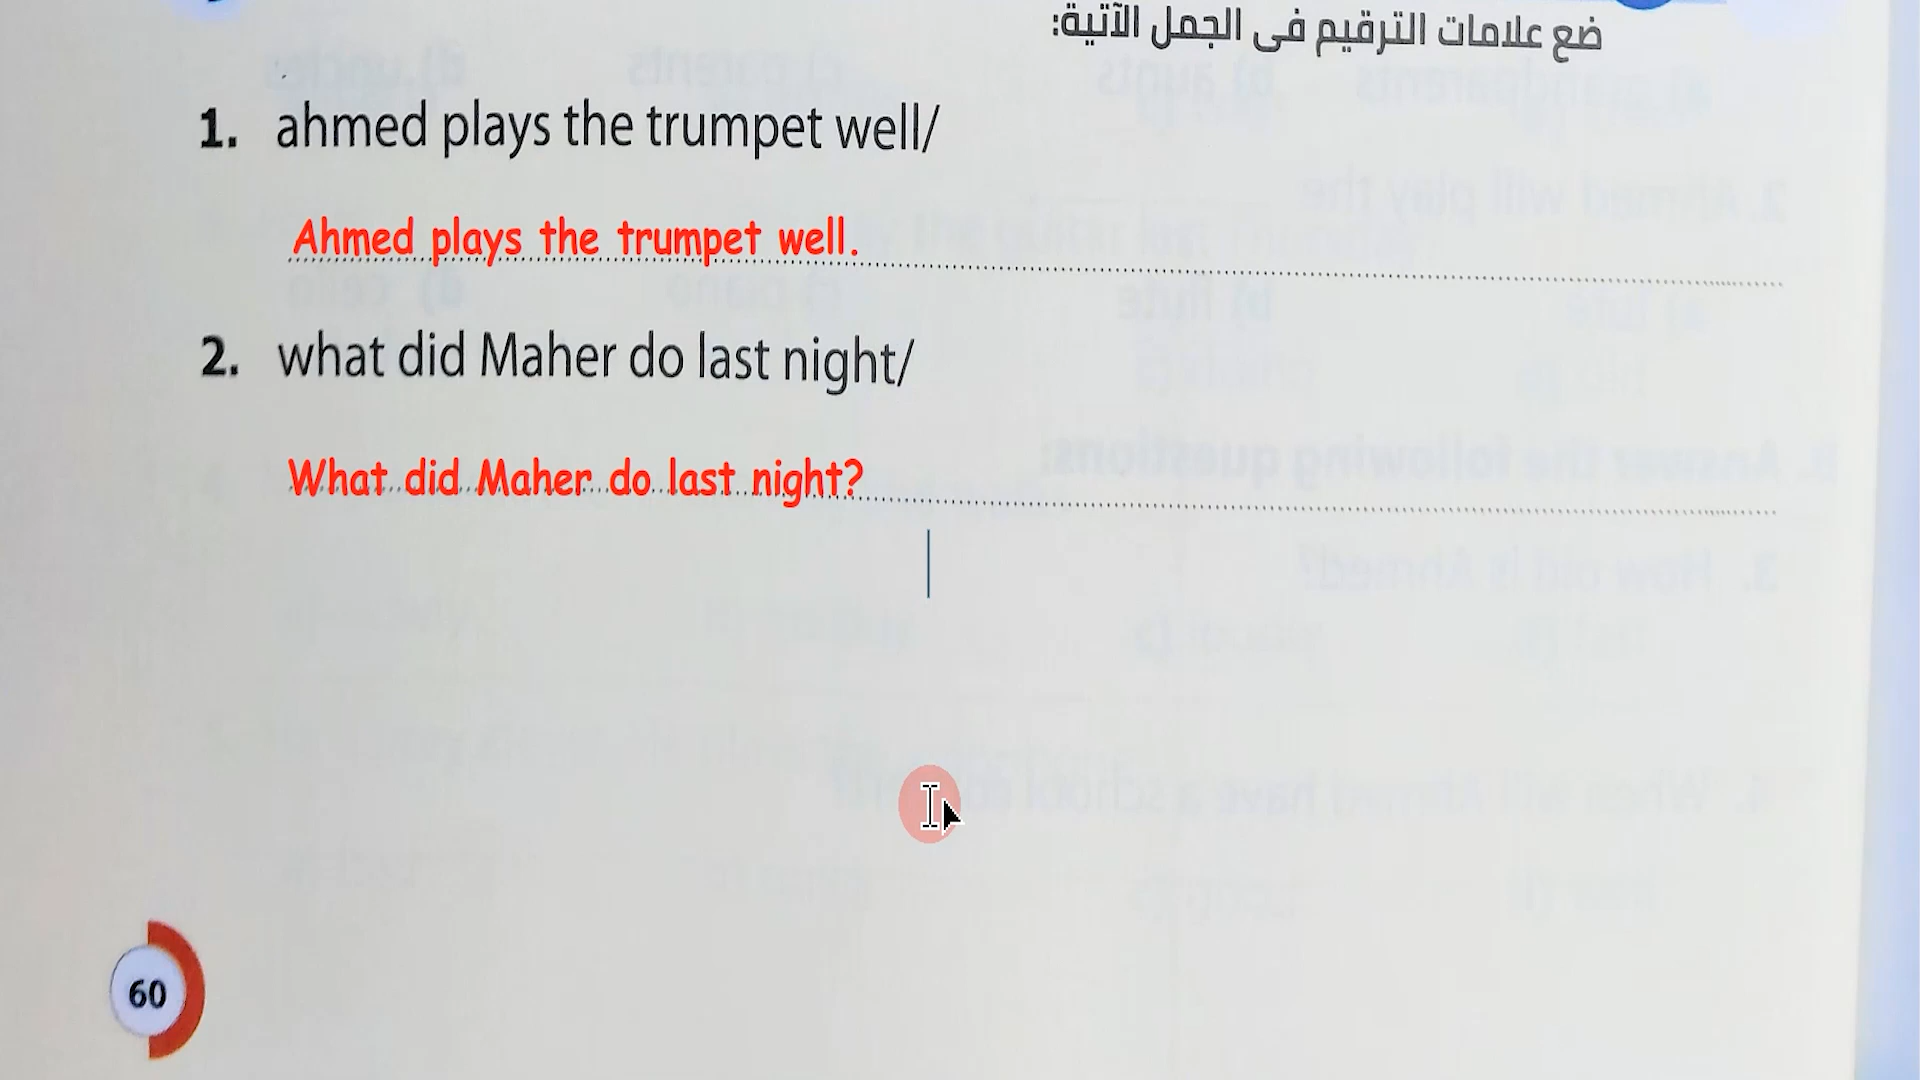 ضع علامات الترقيم فى الجمل الآتية:
1. ahmed plays the trumpet well/
Ahmed plays the trumpet well.
2. what did Maher do last night/
What did Maher do last night?
60